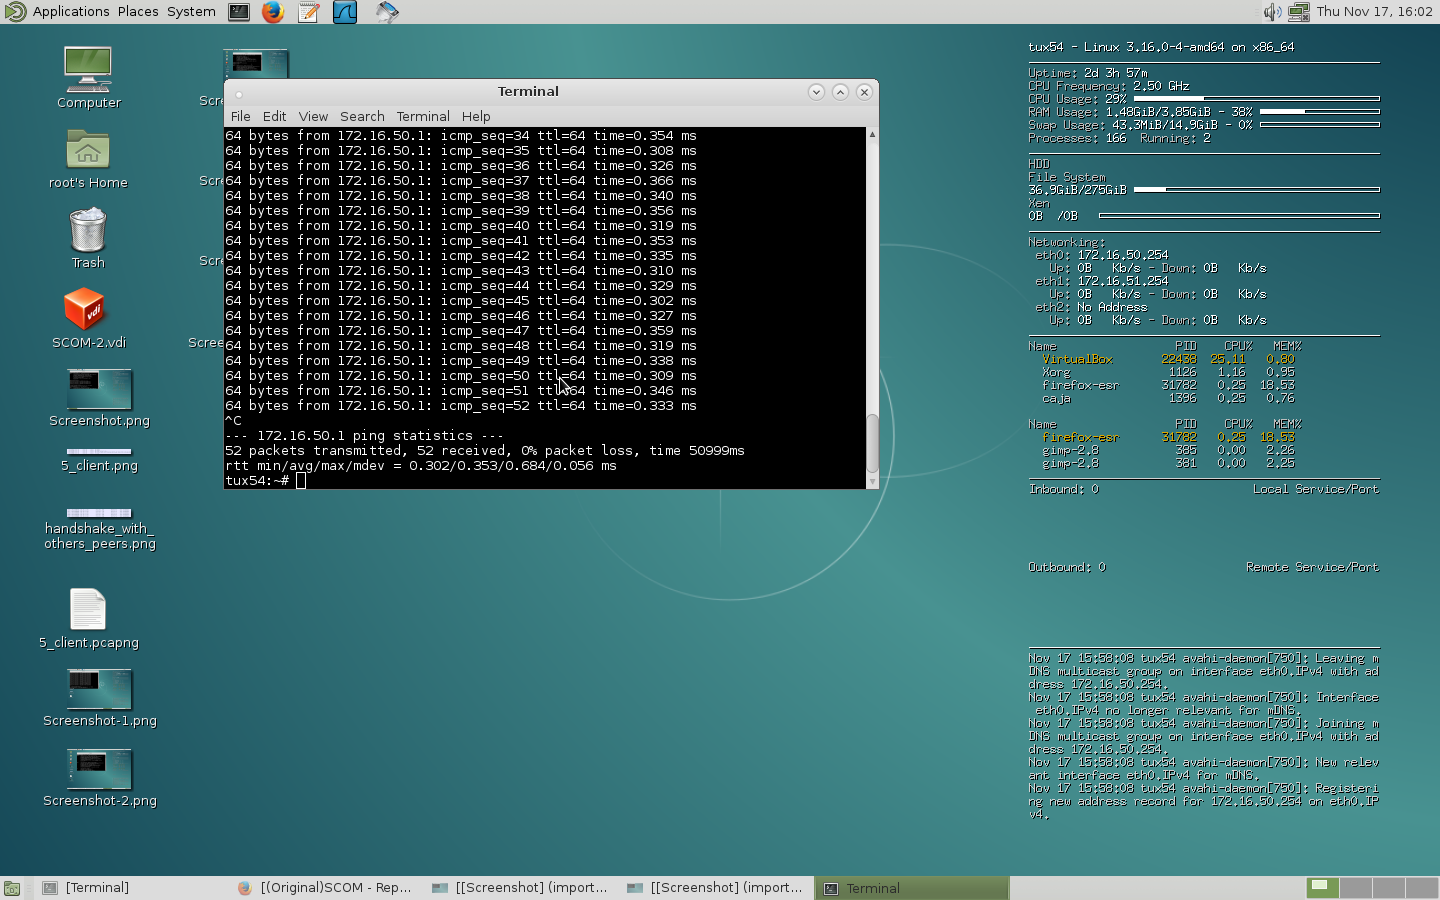 Applications Places System
Thu Nov 17, 16:02
Computer
root's Home
Trash
SCOM-2.vdi
Screenshot.png
5_client.png
handshake_with_
others_peers.png
5_client.pcapng
Screenshot-1.png
Screenshot-2.png
Scre
Scre
Scre
Scree
Terminal
File Edit View Search Terminal Help
64 bytes from 172.16.50.1: icmp_seq=34 ttl=64 time=0.354 ms
64 bytes from 172.16.50.1: icmp_seq=35 ttl=64 time=0.308 ms
64 bytes from 172.16.50.1: icmp_seq=36 ttl=64 time=0.326 ms
64 bytes from 172.16.50.1: icmp_seq=37 ttl=64 time=0.366 ms
64 bytes from 172.16.50.1: icmp_seq=38 ttl=64 time=0.340 ms
64 bytes from 172.16.50.1: icmp_seq=39 ttl=64 time=0.356 ms
64 bytes from 172.16.50.1: icmp_seq=40 ttl=64 time=0.319 ms
64 bytes from 172.16.50.1: icmp_seq=41 ttl=64 time=0.353 ms
64 bytes from 172.16.50.1: icmp_seq=42 ttl=64 time=0.335 ms
64 bytes from 172.16.50.1: icmp_seq=43 ttl=64 time=0.310 ms
64 bytes from 172.16.50.1: icmp_seq=44 ttl=64 time=0.329 ms
64 bytes from 172.16.50.1: icmp_seq=45 ttl=64 time=0.302 ms
64 bytes from 172.16.50.1: icmp_seq=46 ttl=64 time=0.327 ms
64 bytes from 172.16.50.1: icmp_seq=47 ttl=64 time=0.359 ms
64 bytes from 172.16.50.1: icmp_seq=48 ttl=64 time=0.319 ms
64 bytes from 172.16.50.1: icmp_seq=49 ttl=64 time=0.338 ms
64 bytes from 172.16.50.1: icmp_seq=50 ttl=64 time=0.309 ms
64 bytes from 172.16.50.1: icmp_seq=51 ttl=64 time=0.346 ms
64 bytes from 172.16.50.1: icmp_seq=52 ttl=64 time=0.333 ms
^C
--- 172.16.50.1 ping statistics ---
52 packets transmitted, 52 received, 0% packet loss, time 50999ms
rtt min/avg/max/mdev = 0.302/0.353/0.684/0.056 ms
tux54:~#
tux54 - Linux 3.16.0-4-amd64 on x86_64
Uptime: 2d 3h 57m
CPU Frequency: 2.50 GHz
CPU Usage: 29%
RAM Usage: 1.48GiB/3.85GiB - 38%
Swap Usage: 43.3MiB/14.9GiB - 0%
Processes: 166 Running: 2
HDD
File System
36.9GiB/275GiB
Xen
0B /0B
Networking:
eth0: 172.16.50.254
Up: 0B Kb/s - Down: 0B Kb/s
eth1: 172.16.51.254
Up: 0B Kb/s - Down: 0B Kb/s
eth2: No Address
Up: 0B Kb/s - Down: 0B Kb/s
Name PID CPU% MEM%
VirtualBox 22438 25.11 0.80
Xorg 1126 1.16 0.95
firefox-esr 31782 0.25 18.53
caja 1396 0.25 0.76
Name PID CPU% MEM%
firefox-esr 31782 0.25 18.53
gimp-2.8 385 0.00 2.26
gimp-2.8 381 0.00 2.25
Inbound: 0 Local Service/Port
Outbound: 0 Remote Service/Port
Nov 17 15:58:08 tux54 avahi-daemon[750]: Leaving m
DNS multicast group on interface eth0.IPv4 with ad
dress 172.16.50.254.
Nov 17 15:58:08 tux54 avahi-daemon[750]: Interface
eth0.IPv4 no longer relevant for mDNS.
Nov 17 15:58:08 tux54 avahi-daemon[750]: Joining m
DNS multicast group on interface eth0.IPv4 with ad
dress 172.16.50.254.
Nov 17 15:58:08 tux54 avahi-daemon[750]: New relev
ant interface eth0.IPv4 for mDNS.
Nov 17 15:58:08 tux54 avahi-daemon[750]: Registeri
ng new address record for 172.16.50.254 on eth0.IP
v4.
[Terminal]
[(Original)SCOM - Rep...
[[Screenshot] (import...
[[Screenshot] (import...
Terminal